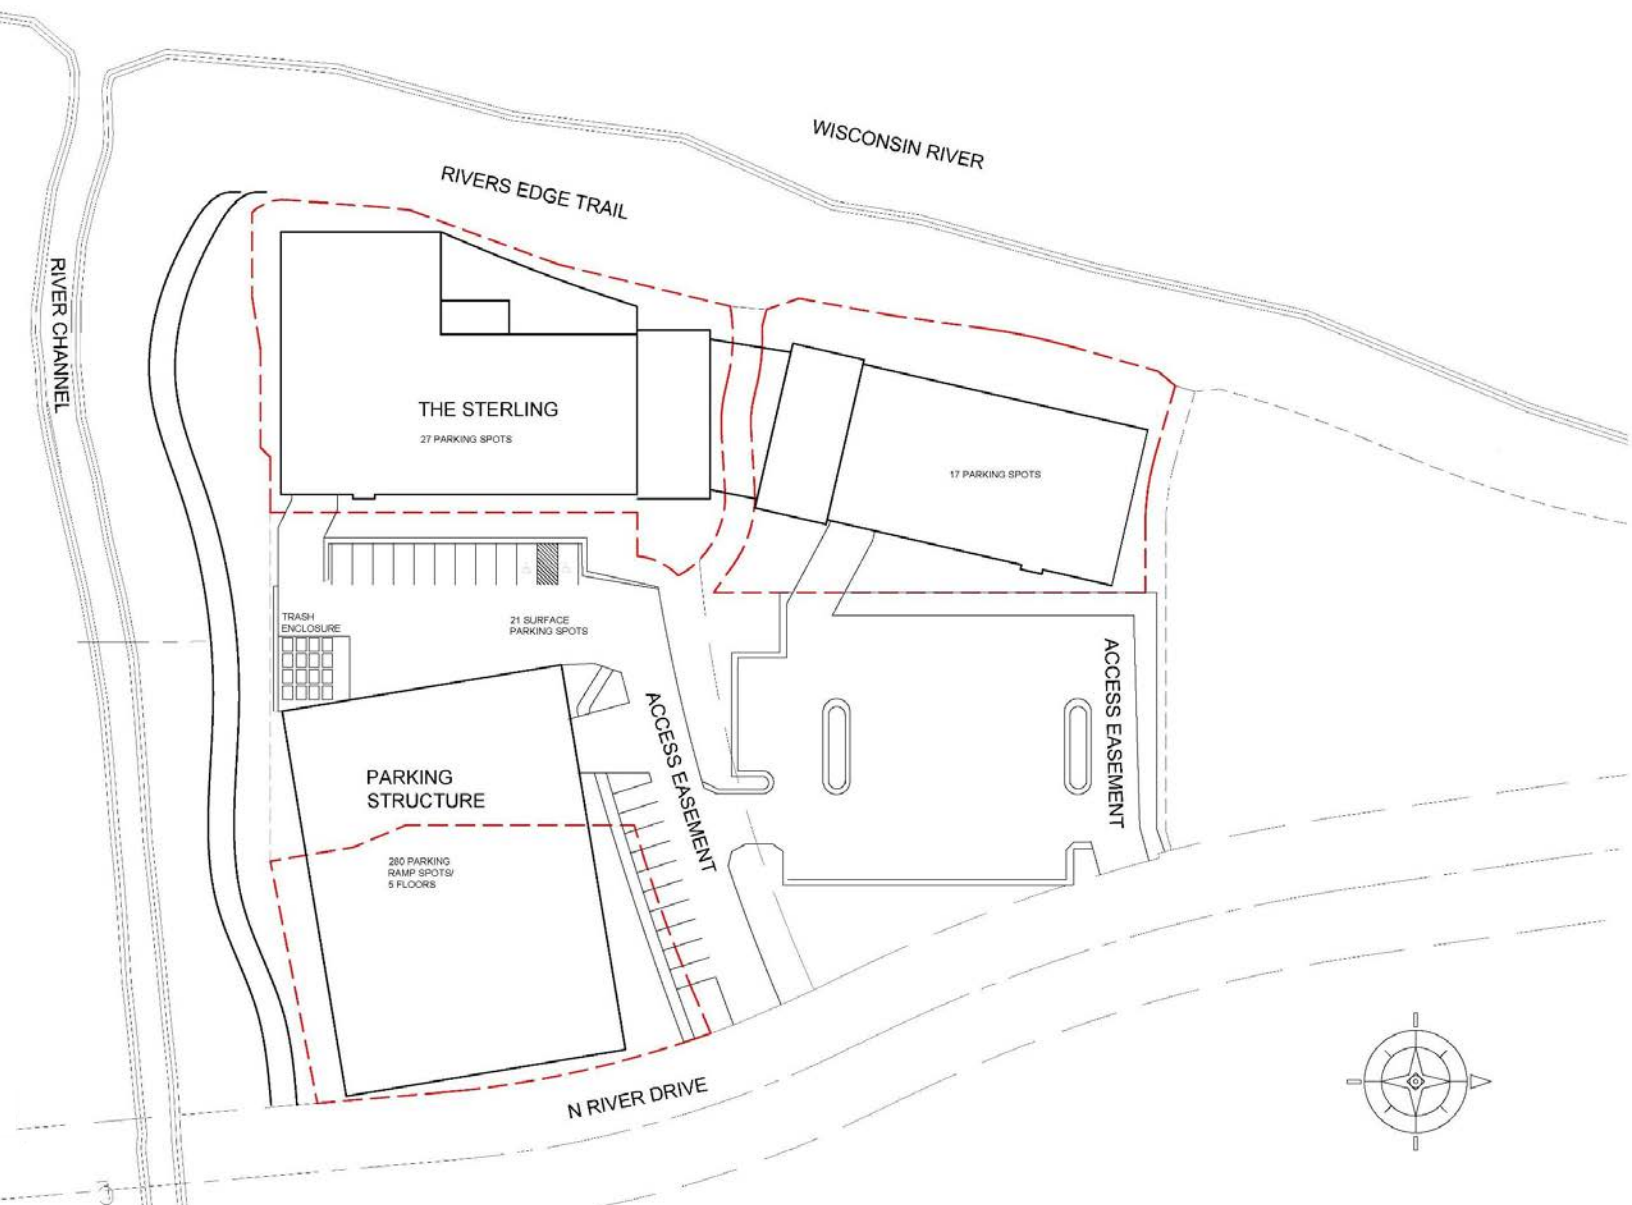 WISCONSIN RIVER
RIVERS EDGE TRAIL
RIVER CHANNEL
THE STERLING
27 PARKING SPOTS
17 PARKING SPOTS
TRASH
ENCLOSURE
21 SURFACE
PARKING SPOTS
ACCESS EASEMENT
ACCESS EASEMENT
PARKING
STRUCTURE
280 PARKING
RAMP SPOTS/
5 FLOORS
N RIVER DRIVE